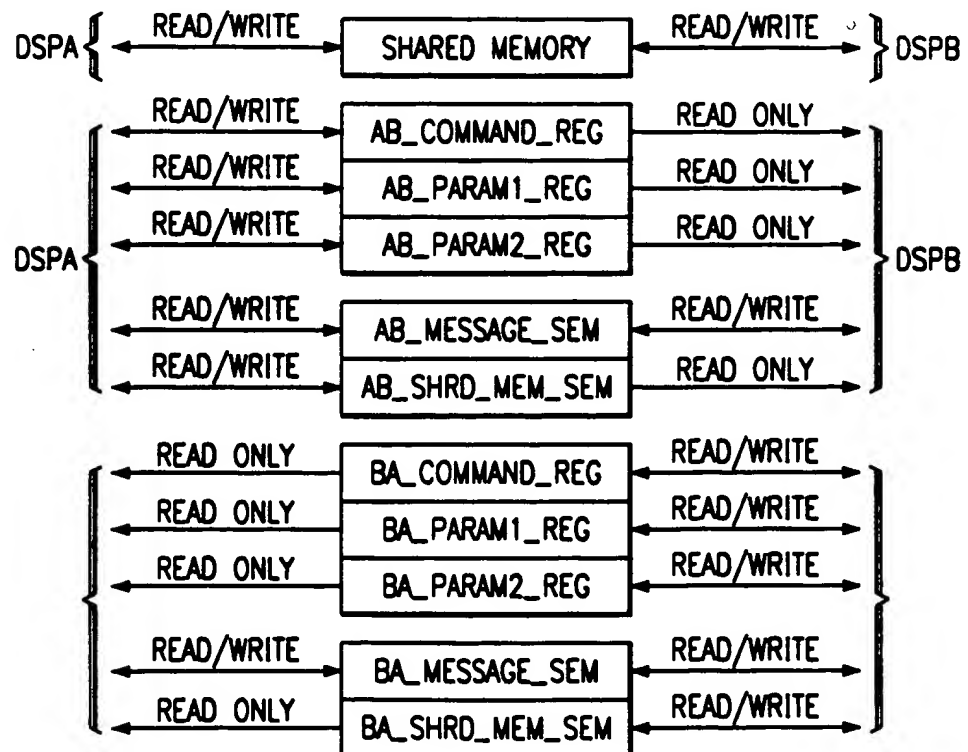 DSPA READ/WRITE SHARED MEMORY READ/WRITE DSPB
READ/WRITE AB_COMMAND_REG READ ONLY
READ/WRITE AB_PARAM1_REG READ ONLY
READ/WRITE AB_PARAM2_REG READ ONLY
DSPA DSPB
READ/WRITE AB_MESSAGE_SEM READ/WRITE
READ/WRITE AB_SHRD_MEM_SEM READ ONLY
READ ONLY BA_COMMAND_REG READ/WRITE
READ ONLY BA_PARAM1_REG READ/WRITE
READ ONLY BA_PARAM2_REG READ/WRITE
READ/WRITE BA_MESSAGE_SEM READ/WRITE
READ ONLY BA_SHRD_MEM_SEM READ/WRITE